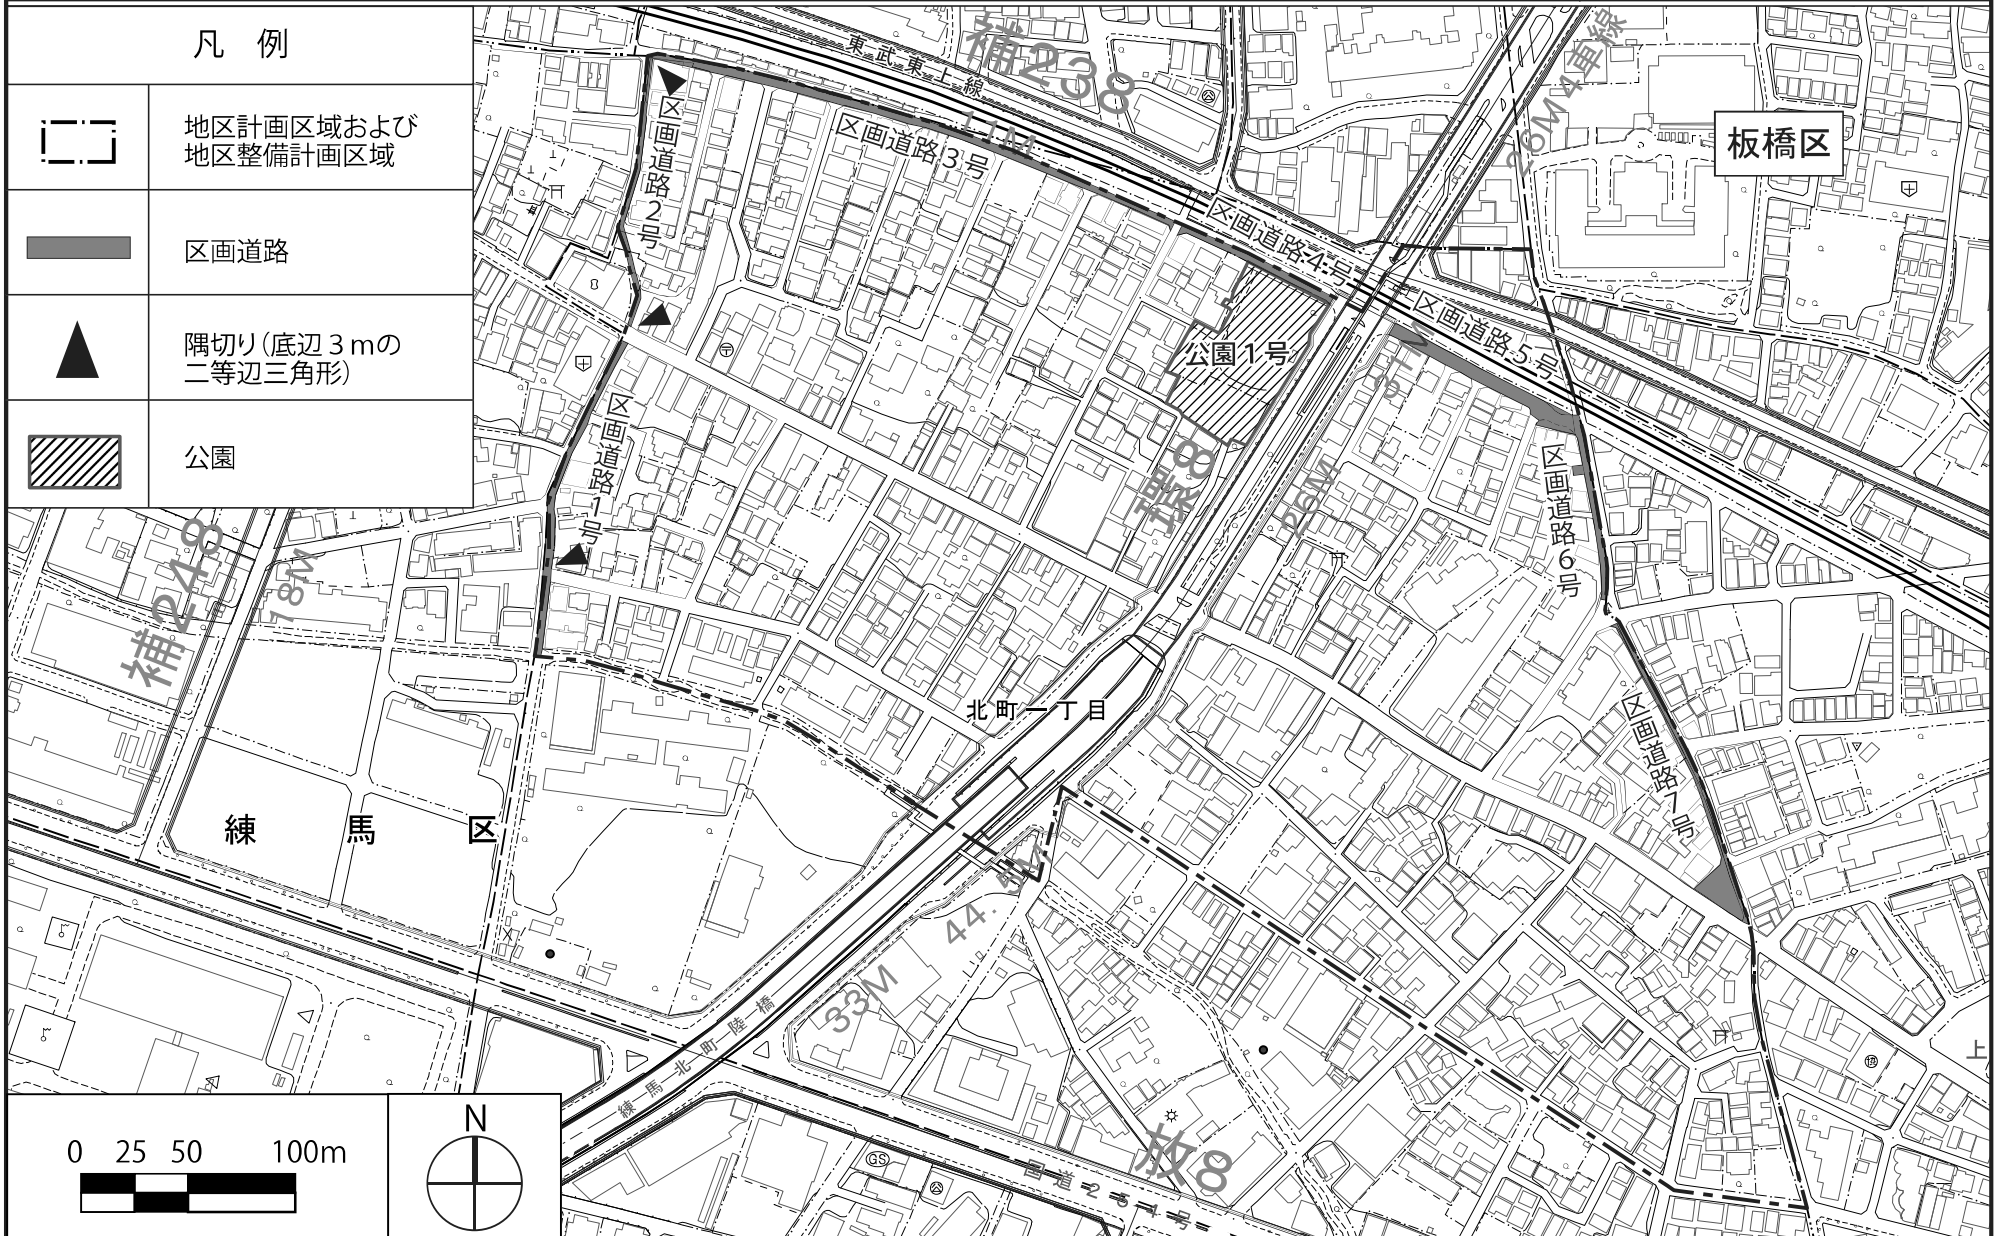 凡 例
地区計画区域および
地区整備計画区域
区画道路
隅切り（底辺３ｍの
二等辺三角形）
公園
東武東上線
補238
11M
26M4車線
板橋区
区画道路2号
区画道路3号
区画道路4号
区画道路5号
31M
公園1号
区画道路1号
環8
26M
区画道路6号
補248
18M
北町一丁目
区画道路7号
練 馬 区
44.5M
33M
練馬北町陸橋
上
放8
国道254号
GS
0 25 50 100m
N